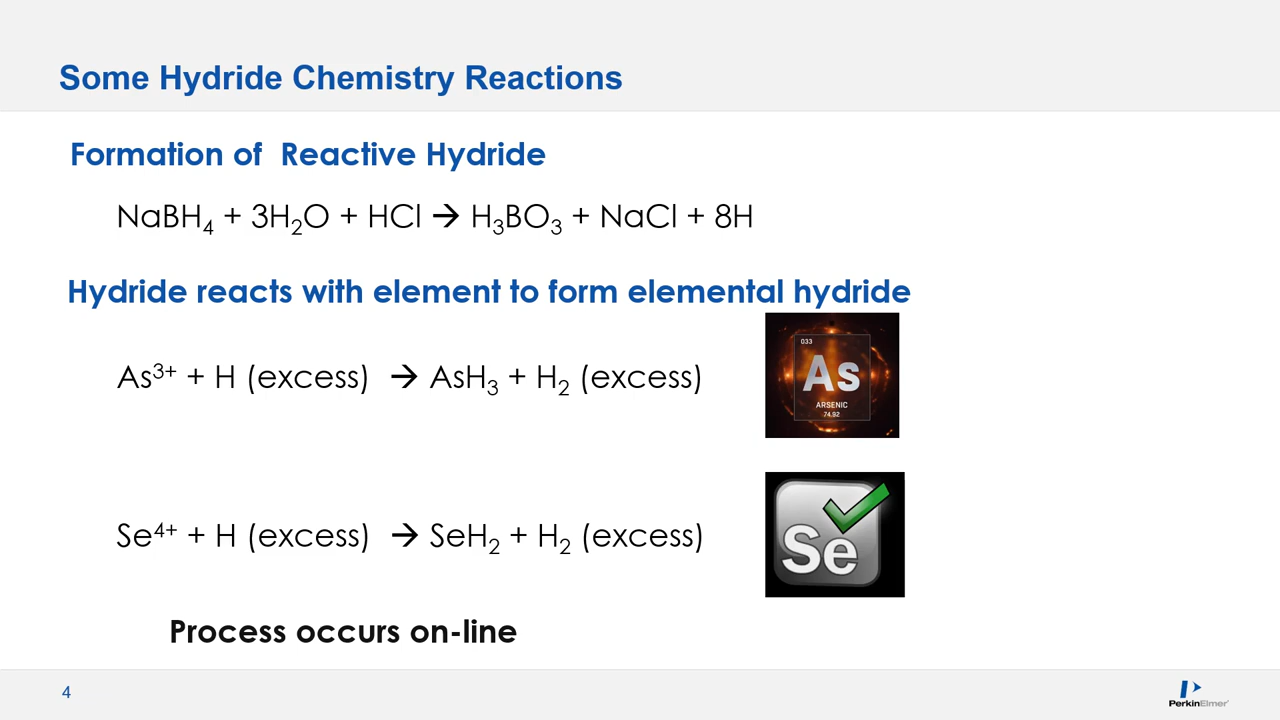 Some Hydride Chemistry Reactions
Formation of  Reactive Hydride
NaBH₄ + 3H₂O + HCl → H₃BO₃ + NaCl + 8H
Hydride reacts with element to form elemental hydride
As³⁺ + H (excess)  → AsH₃ + H₂ (excess)
033
As
ARSENIC
74.92
Se⁴⁺ + H (excess)  → SeH₂ + H₂ (excess)
Se
Process occurs on-line
4
PerkinElmer